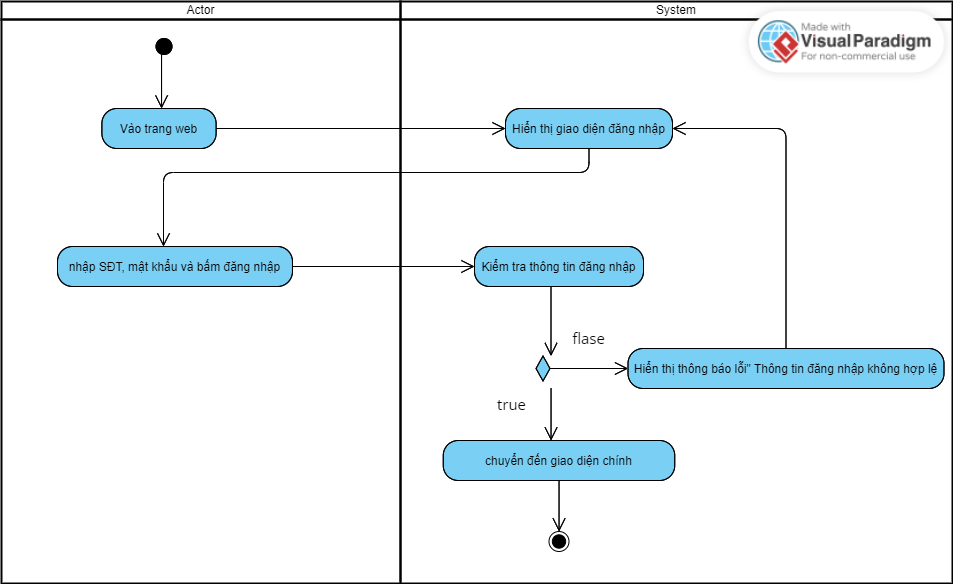 Actor
System
Made with
VisualParadigm
For non-commercial use
Vào trang web
Hiển thị giao diện đăng nhập
nhập SĐT, mật khẩu và bấm đăng nhập
Kiểm tra thông tin đăng nhập
flase
Hiển thị thông báo lỗi" Thông tin đăng nhập không hợp lệ
true
chuyển đến giao diện chính